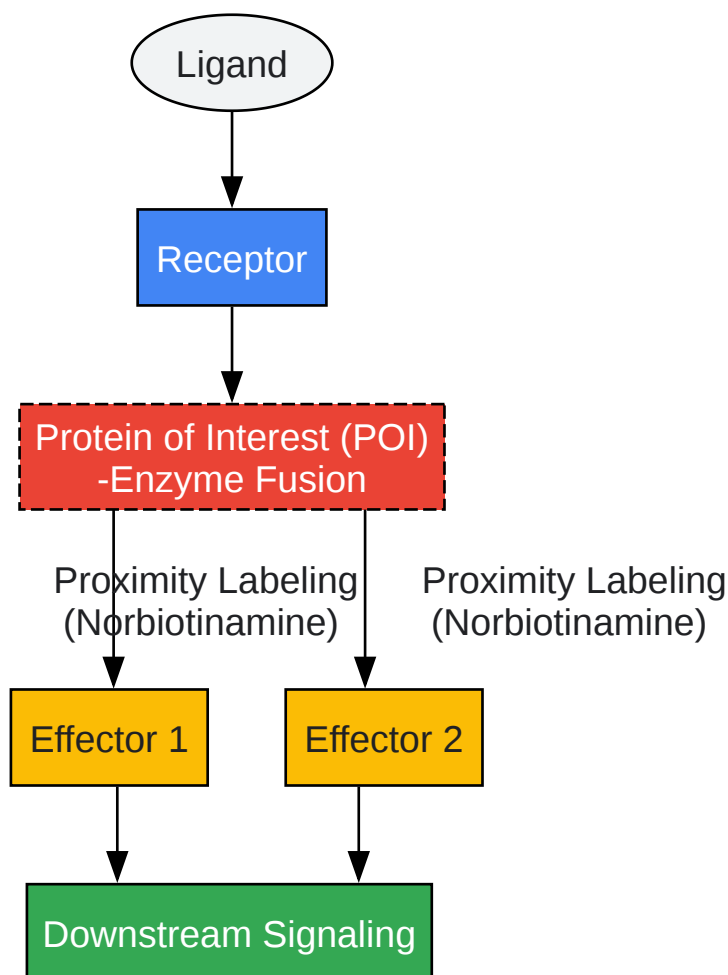 Ligand
Receptor
Protein of Interest (POI)
-Enzyme Fusion
Proximity Labeling
(Norbiotinamine)
Proximity Labeling
(Norbiotinamine)
Effector 1
Effector 2
Downstream Signaling